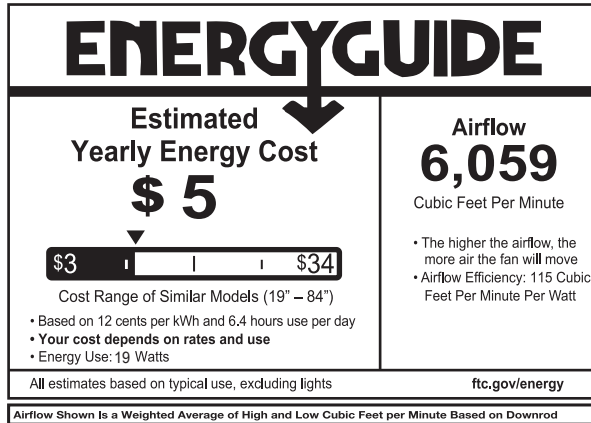 ENERGYGUIDE
Estimated
Yearly Energy Cost
$ 5
$3
$34
Cost Range of Similar Models (19” – 84”)
• Based on 12 cents per kWh and 6.4 hours use per day
• Your cost depends on rates and use
• Energy Use: 19 Watts
Airflow
6,059
Cubic Feet Per Minute
• The higher the airflow, the
more air the fan will move
• Airflow Efficiency: 115 Cubic
Feet Per Minute Per Watt
All estimates based on typical use, excluding lights
ftc.gov/energy
Airflow Shown Is a Weighted Average of High and Low Cubic Feet per Minute Based on Downrod